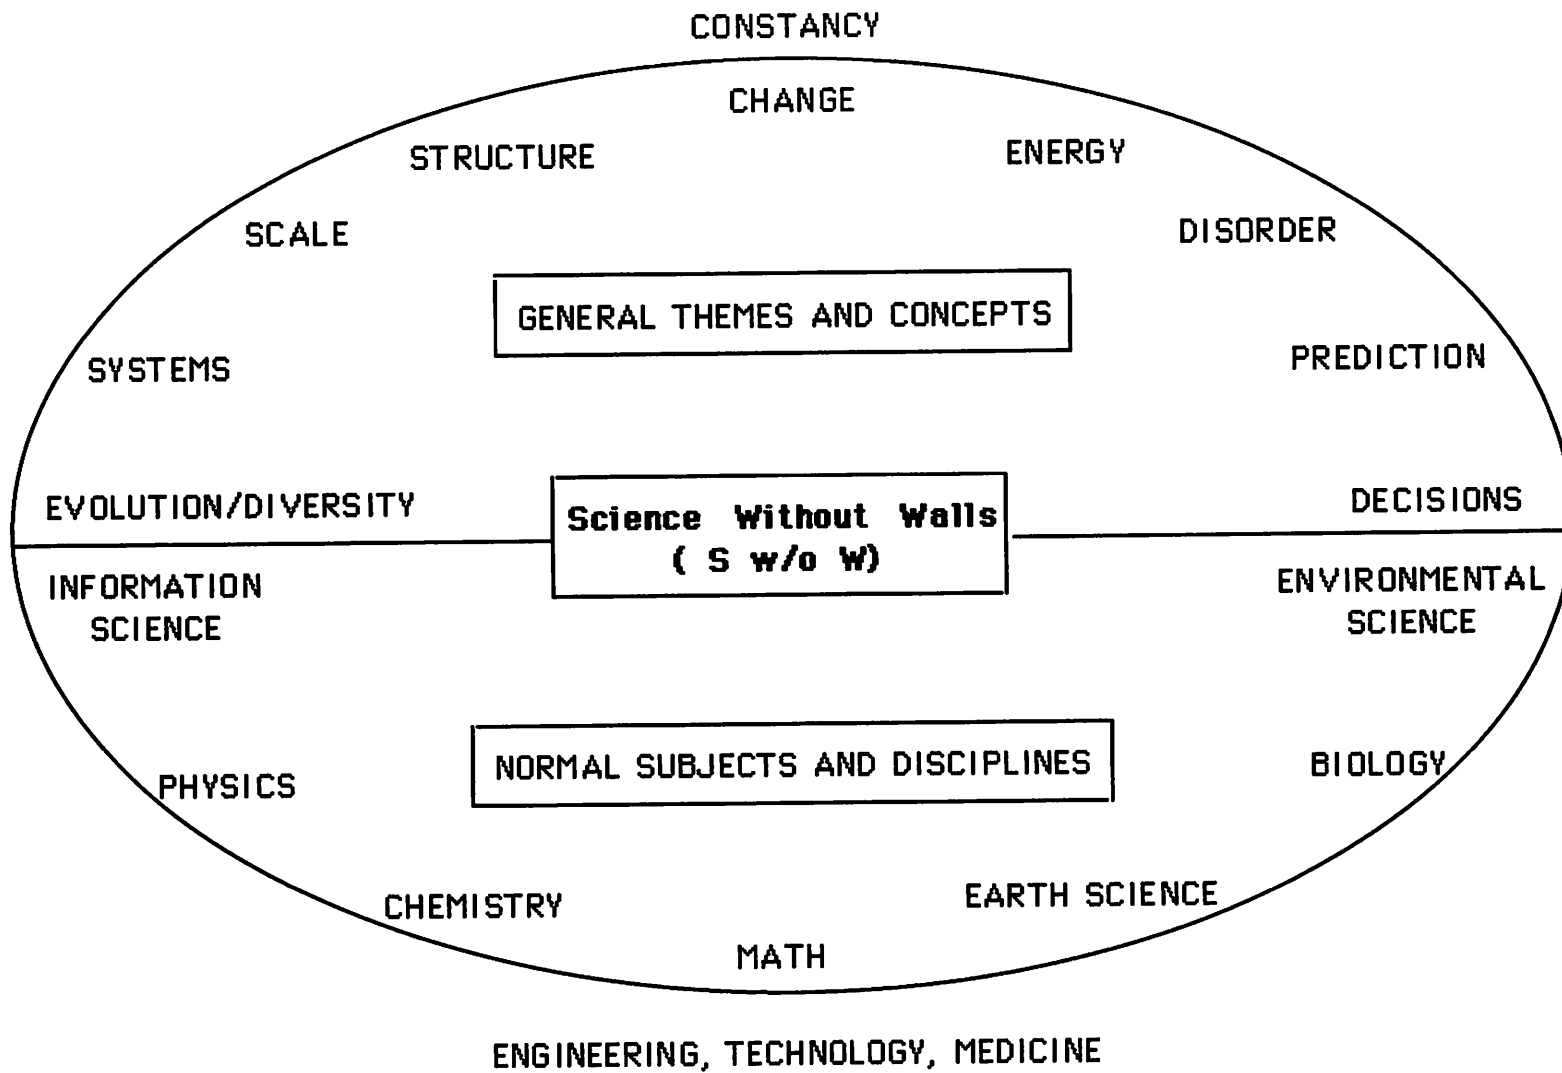 CONSTANCY
CHANGE
STRUCTURE
ENERGY
SCALE
DISORDER
GENERAL THEMES AND CONCEPTS
SYSTEMS
PREDICTION
EVOLUTION/DIVERSITY
DECISIONS
Science Without Walls
( S w/o W)
INFORMATION
SCIENCE
ENVIRONMENTAL
SCIENCE
NORMAL SUBJECTS AND DISCIPLINES
PHYSICS
BIOLOGY
CHEMISTRY
EARTH SCIENCE
MATH
ENGINEERING, TECHNOLOGY, MEDICINE